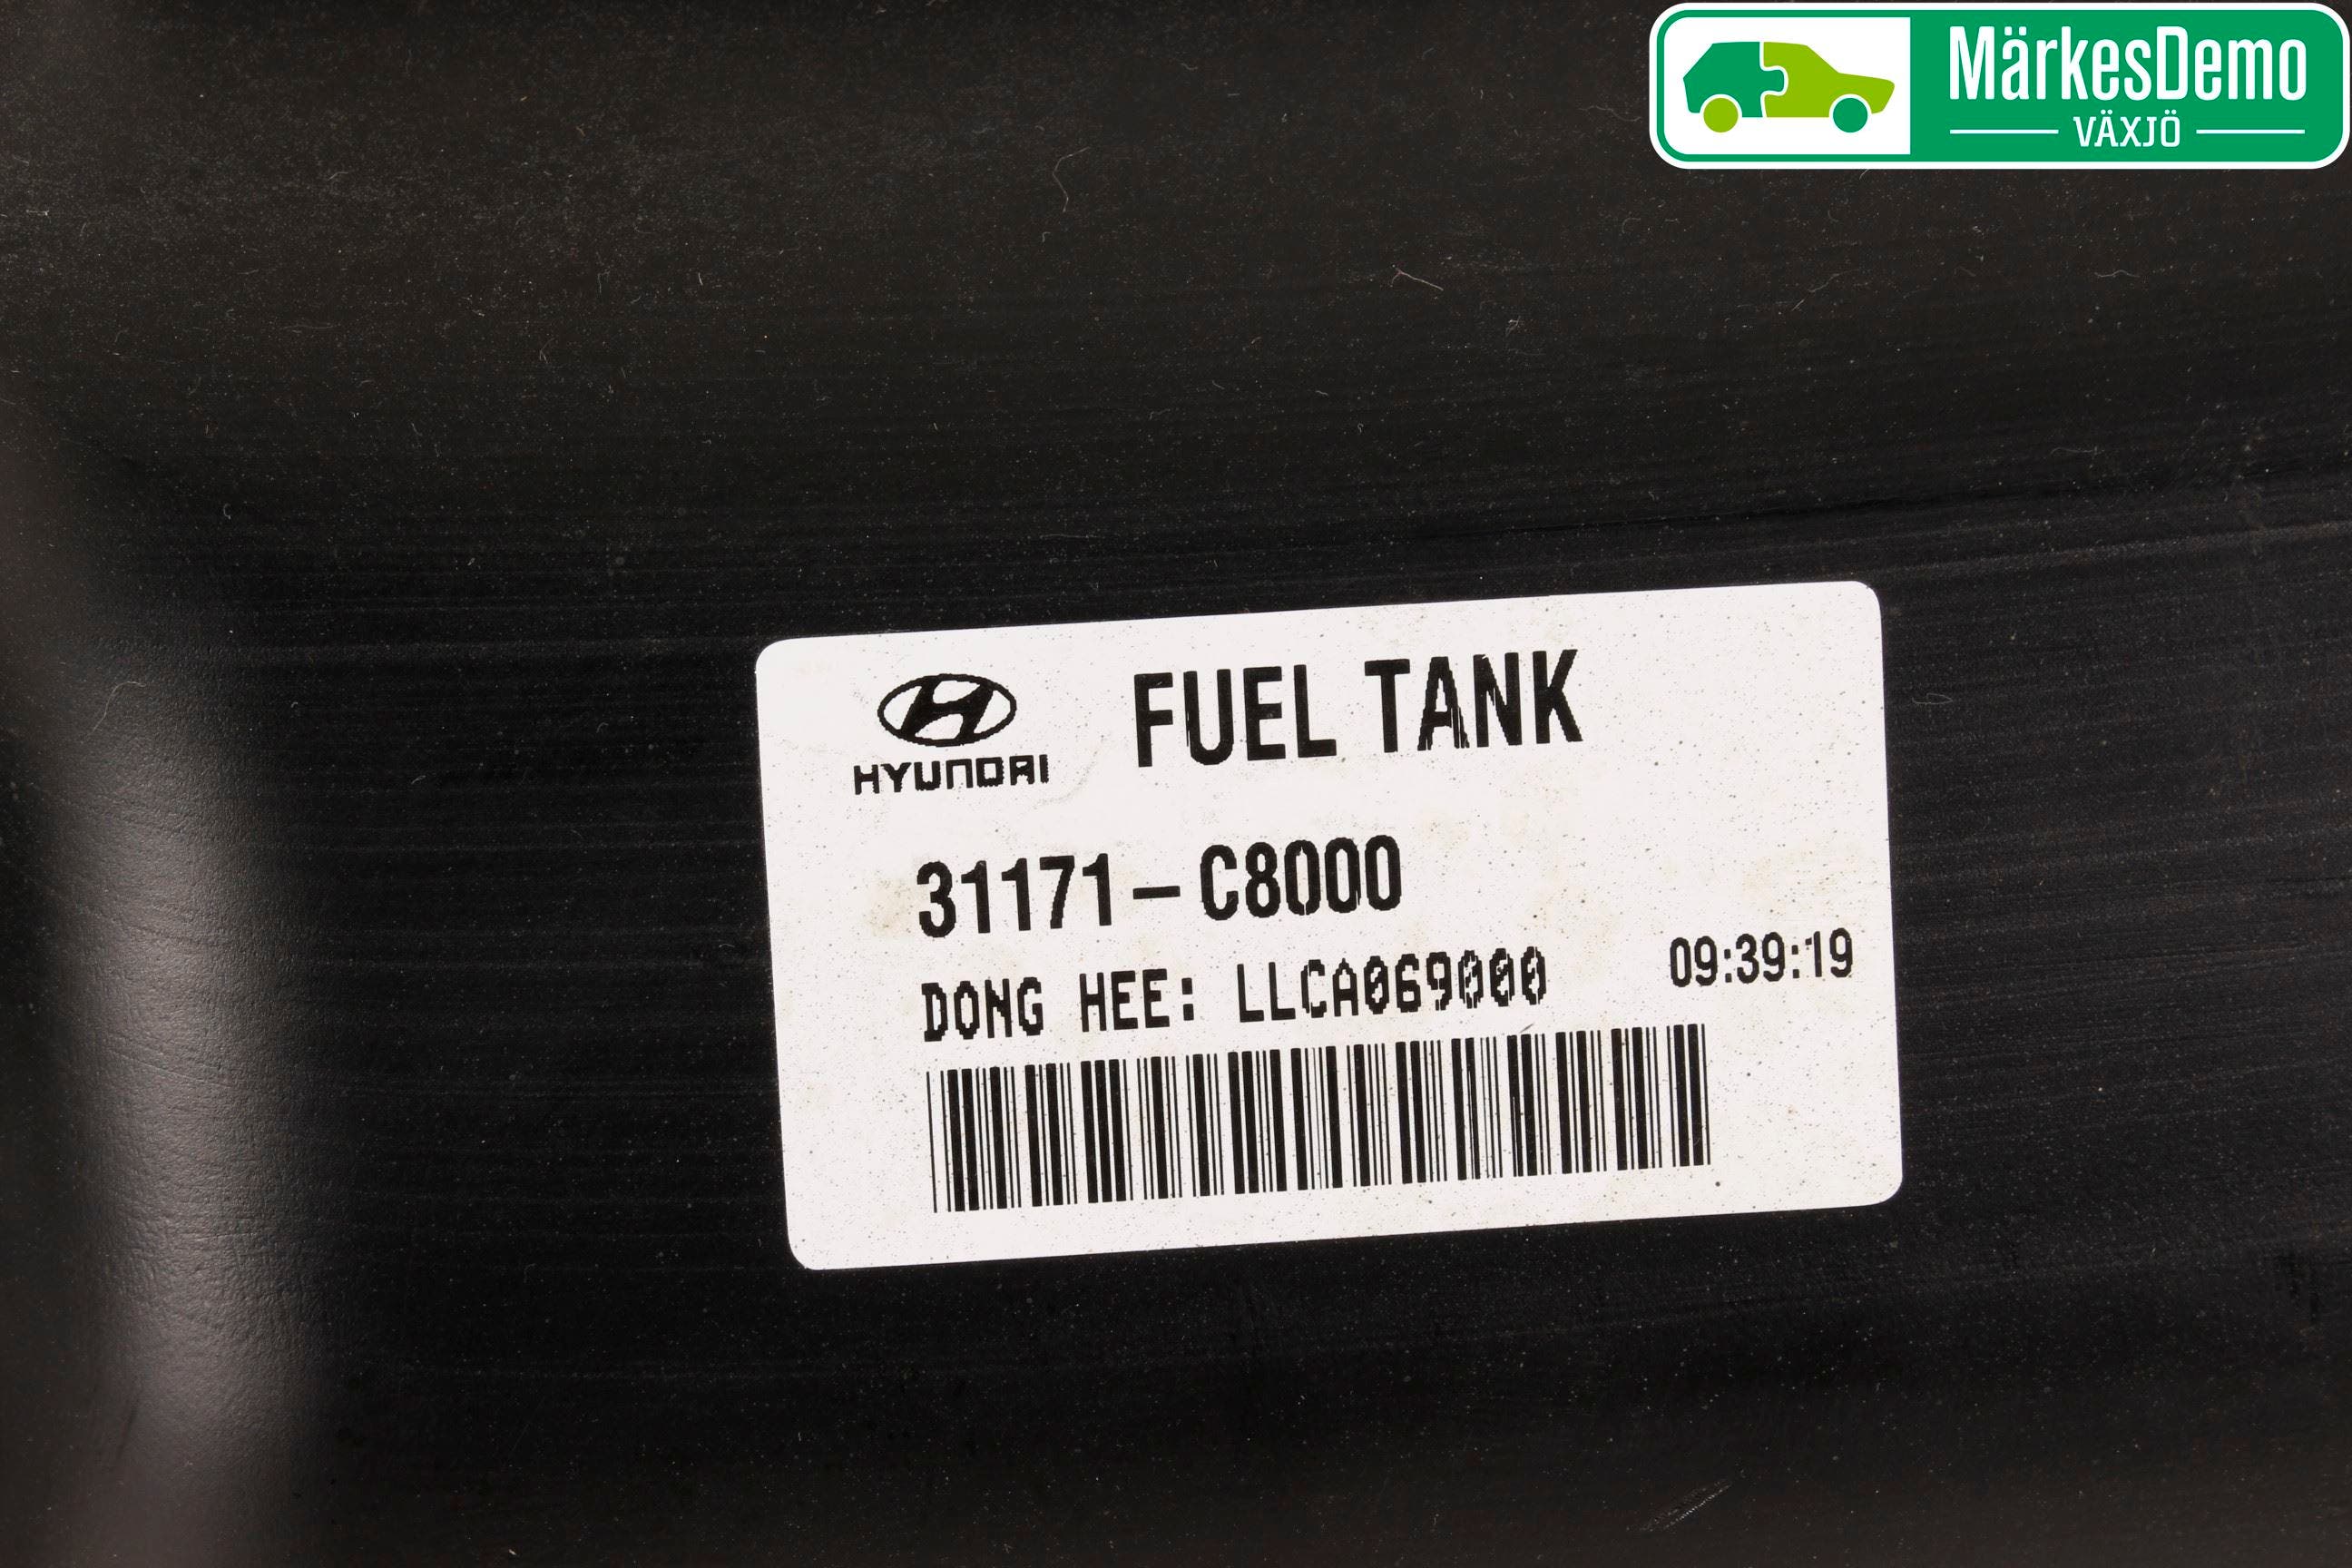 MärkesDemo
VÄXJÖ
HYUNDAI
FUEL TANK
31171-C8000
DONG HEE: LLCA069000
09:39:19